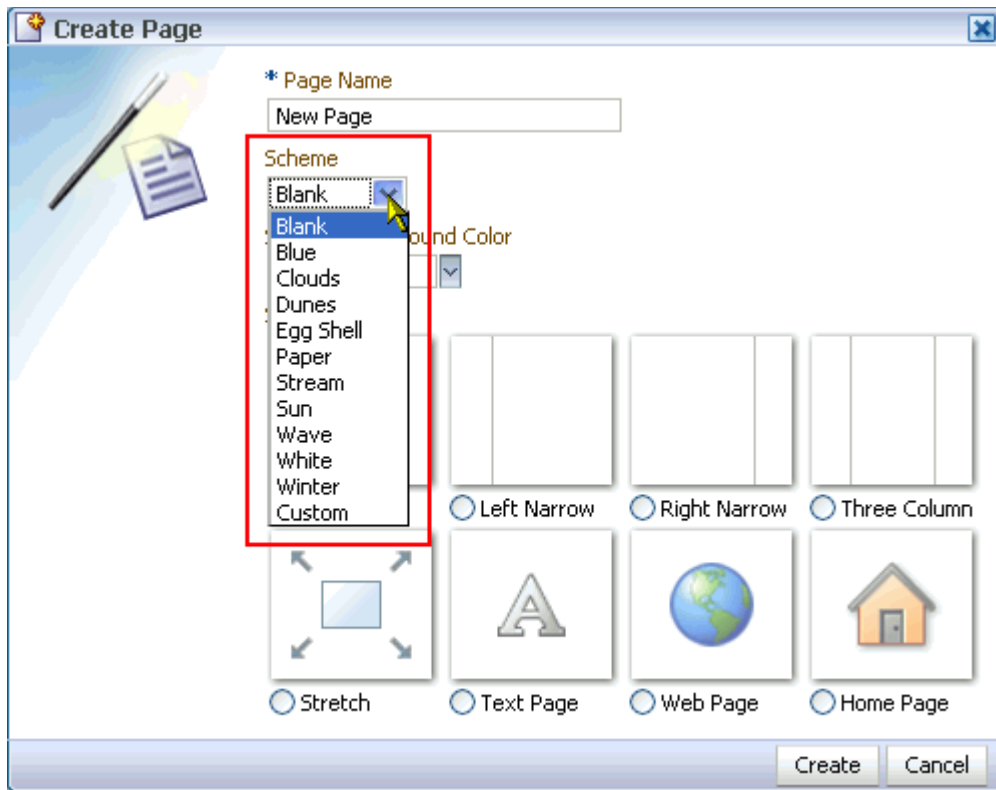 Create Page
* Page Name
New Page
Scheme
Blank
Blank
Blue
Clouds
Dunes
Egg Shell
Paper
Stream
Sun
Wave
White
Winter
Custom
Color
Left Narrow
Right Narrow
Three Column
A
Stretch
Text Page
Web Page
Home Page
Create
Cancel